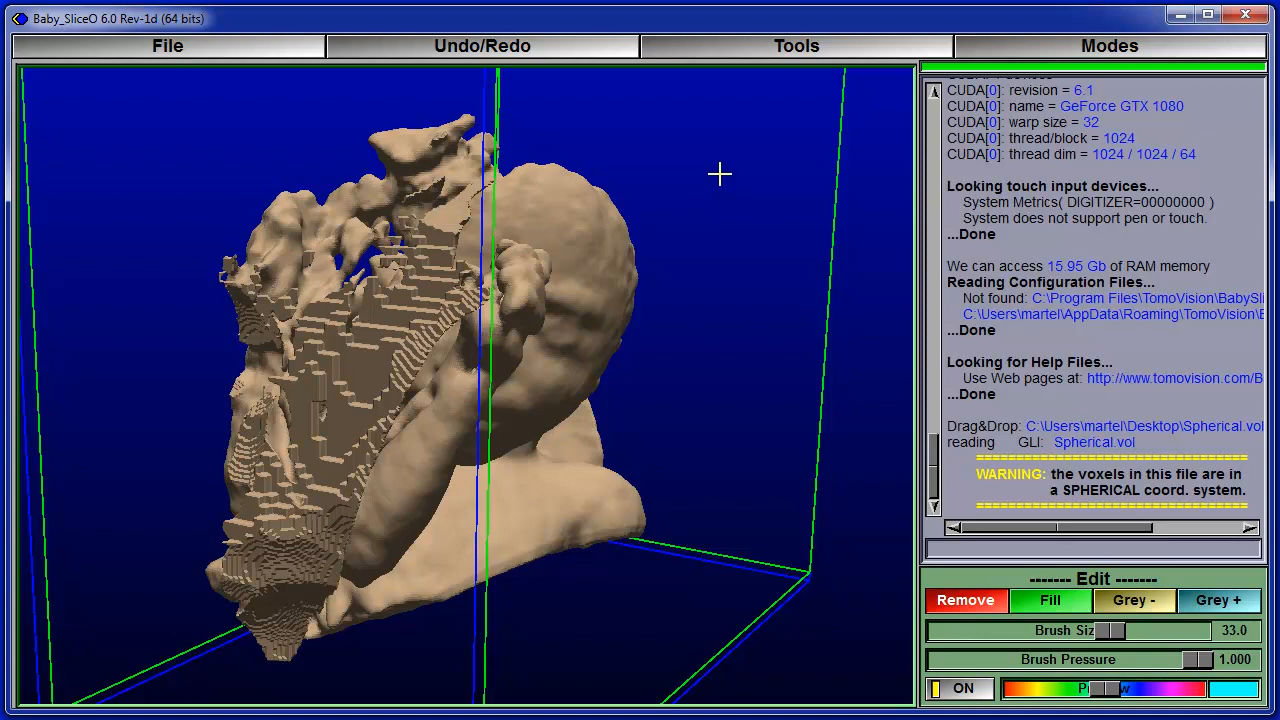 Baby_SliceO 6.0 Rev-1d (64 bits)
File Undo/Redo Tools Modes
CUDA[0]: revision = 6.1
CUDA[0]: name = GeForce GTX 1080
CUDA[0]: warp size = 32
CUDA[0]: thread/block = 1024
CUDA[0]: thread dim = 1024 / 1024 / 64
Looking touch input devices...
System Metrics( DIGITIZER=00000000 )
System does not support pen or touch.
...Done
We can access 15.95 Gb of RAM memory
Reading Configuration Files...
Not found: C:\Program Files\TomoVision\BabySli
C:\Users\martel\AppData\Roaming\TomoVision\B
...Done
Looking for Help Files...
Use Web pages at: http://www.tomovision.com/B
...Done
Drag&Drop: C:\Users\martel\Desktop\Spherical.vol
reading GLI: Spherical.vol
==================================
WARNING: the voxels in this file are in
a SPHERICAL coord. system.
==================================
------- Edit -------
Remove Fill Grey - Grey +
Brush Siz 33.0
Brush Pressure 1.000
ON